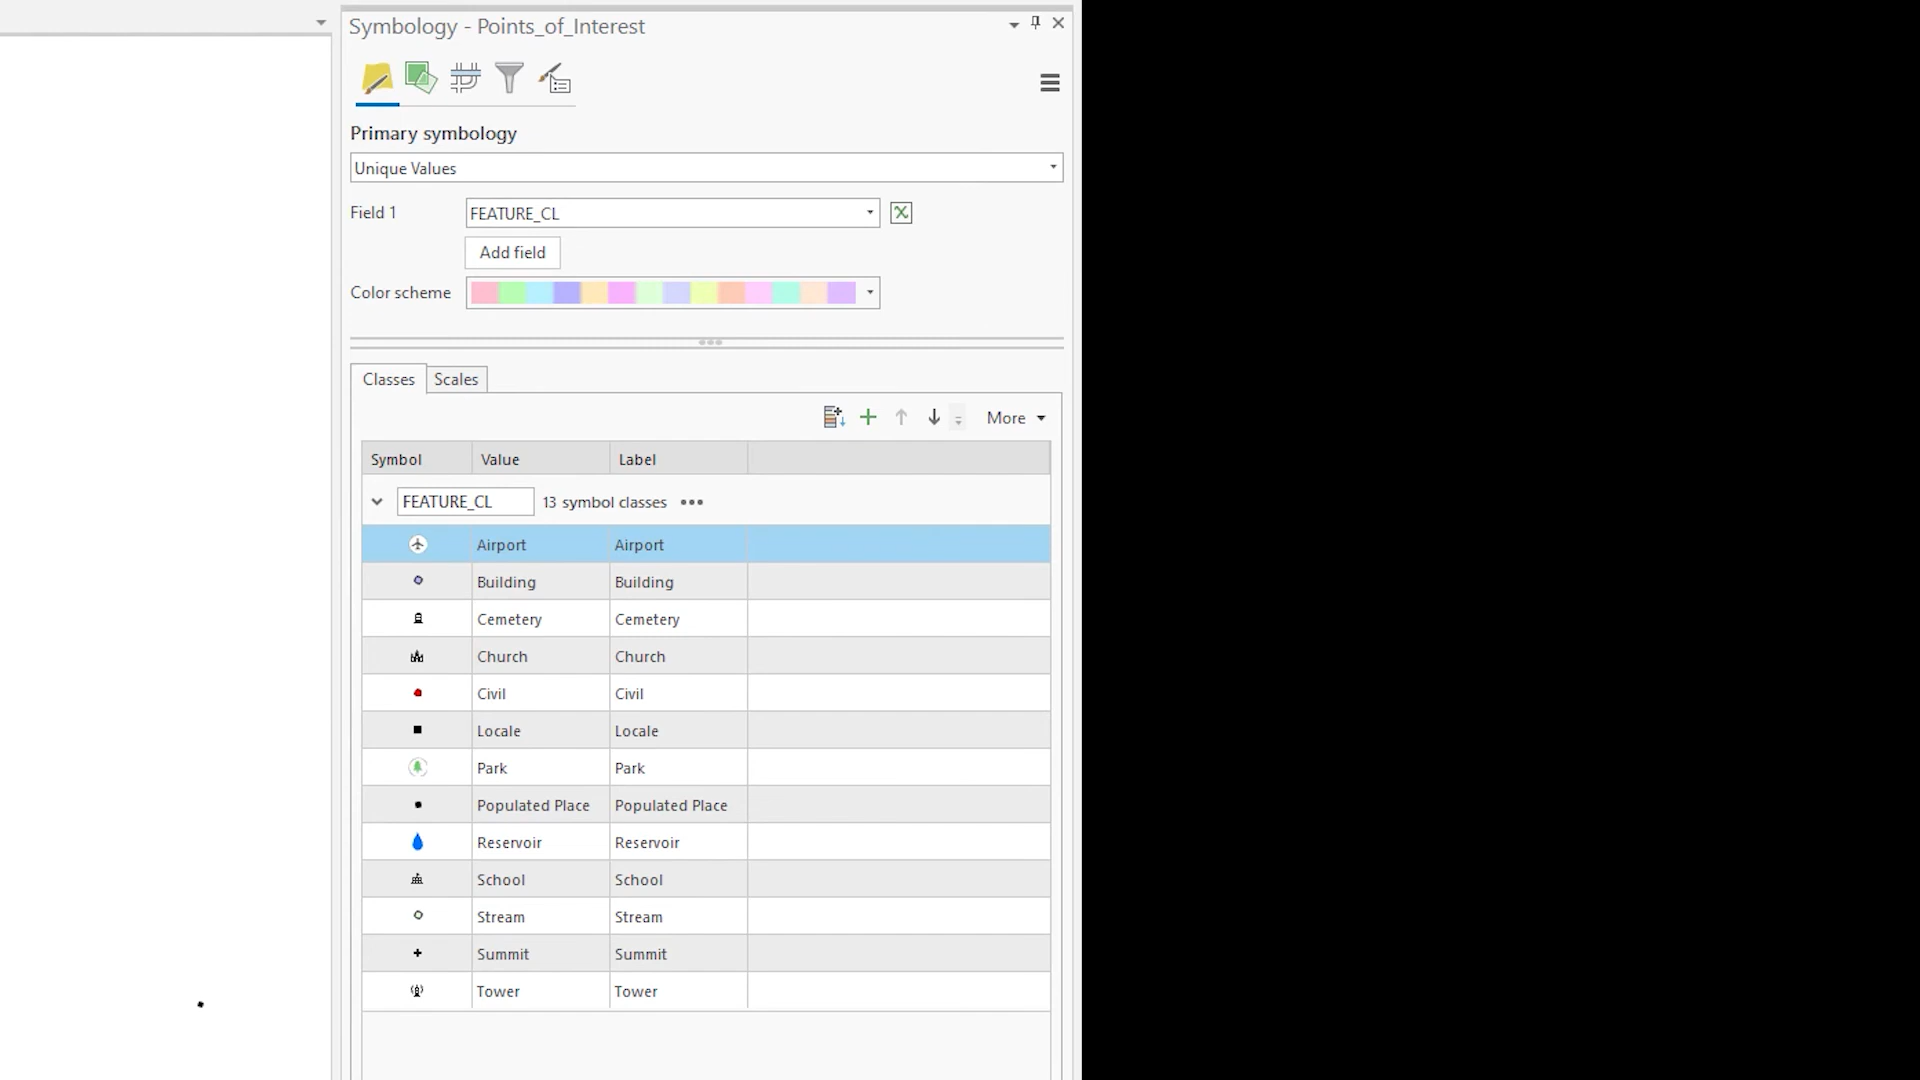 Symbology - Points_of_Interest
Primary symbology
Unique Values
Field 1 FEATURE_CL
Add field
Color scheme
Classes Scales
More
Symbol Value Label
FEATURE_CL 13 symbol classes •••
Airport Airport
Building Building
Cemetery Cemetery
Church Church
Civil Civil
Locale Locale
Park Park
Populated Place Populated Place
Reservoir Reservoir
School School
Stream Stream
Summit Summit
Tower Tower